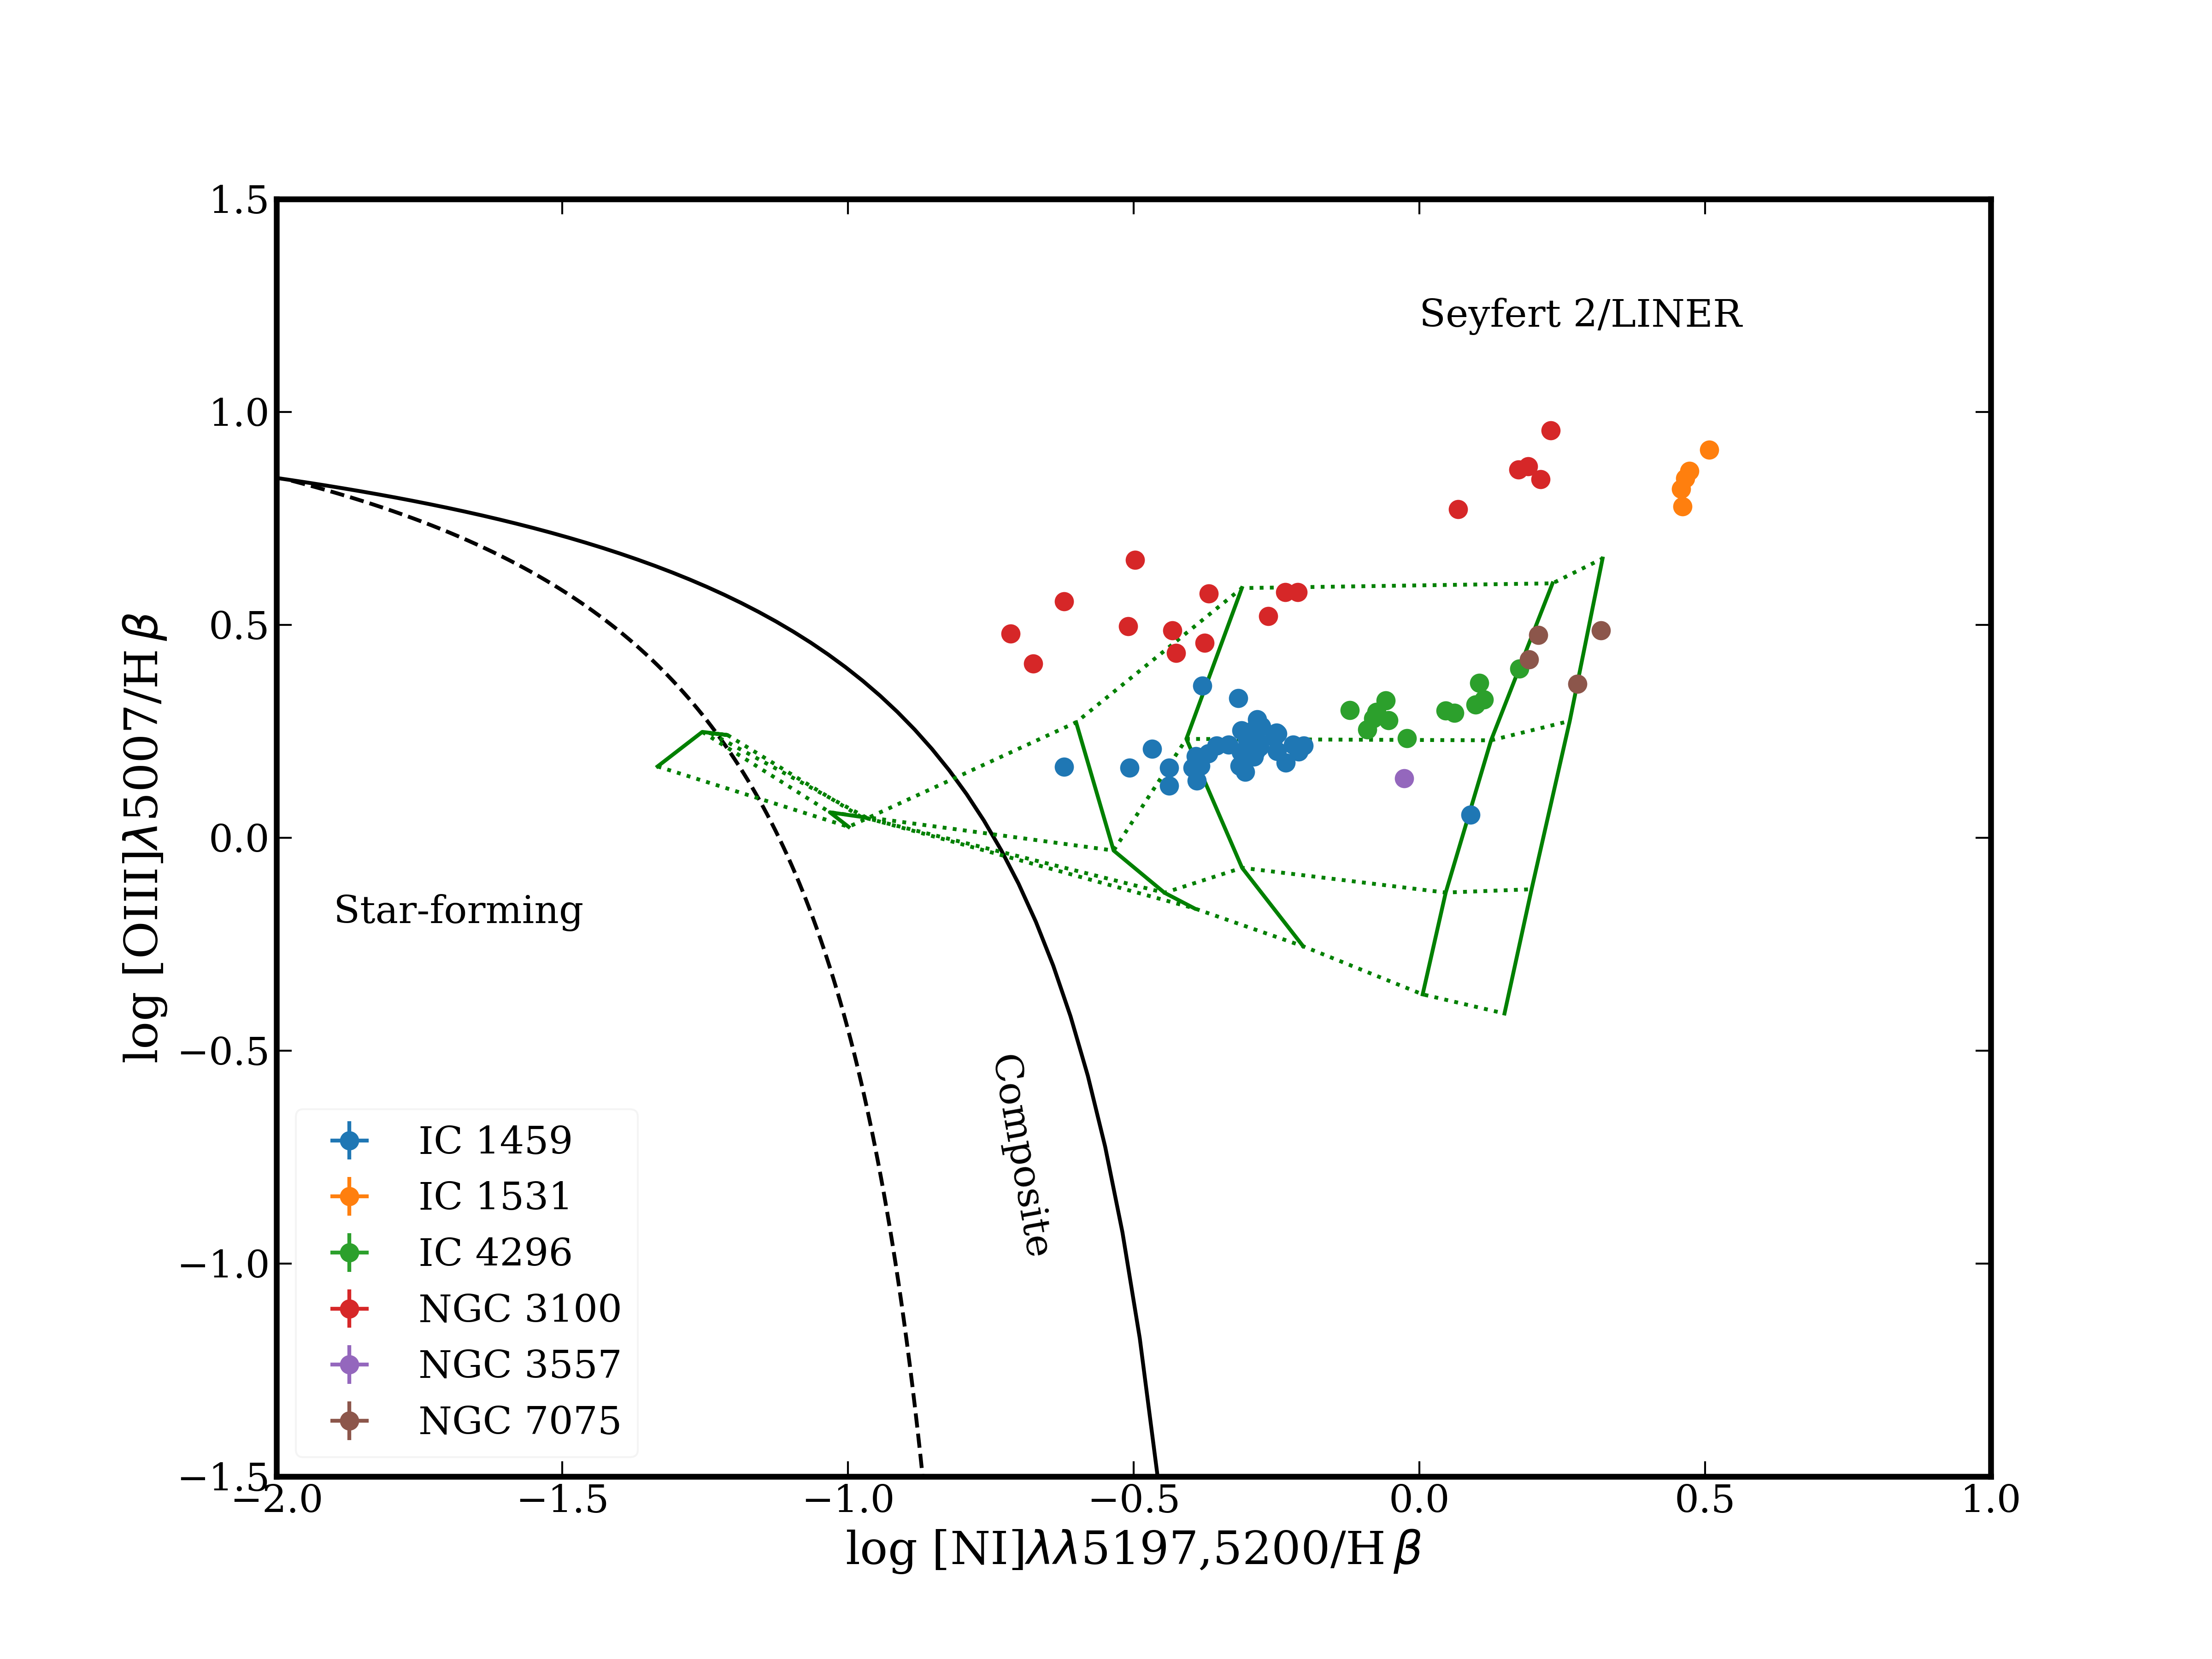 1.5
1.0
0.5
0.0
−0.5
−1.0
−1.5
log [OIII]λ5007/Hβ
Seyfert 2/LINER
Star-forming
Composite
IC 1459
IC 1531
IC 4296
NGC 3100
NGC 3557
NGC 7075
−2.0 −1.5 −1.0 −0.5 0.0 0.5 1.0
log [NI]λλ5197,5200/Hβ